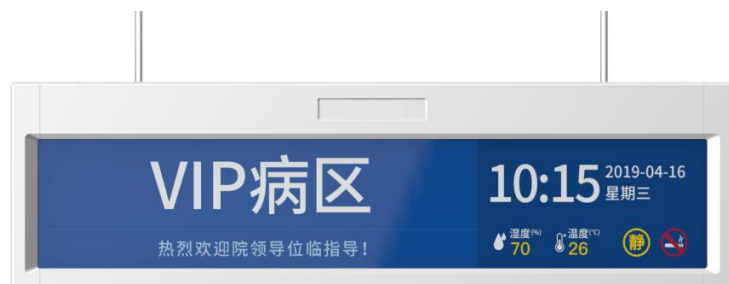 VIP病区
热烈欢迎院领导位临指导！
10:15
2019-04-16
星期三
湿度(%)
70
温度(℃)
26
静